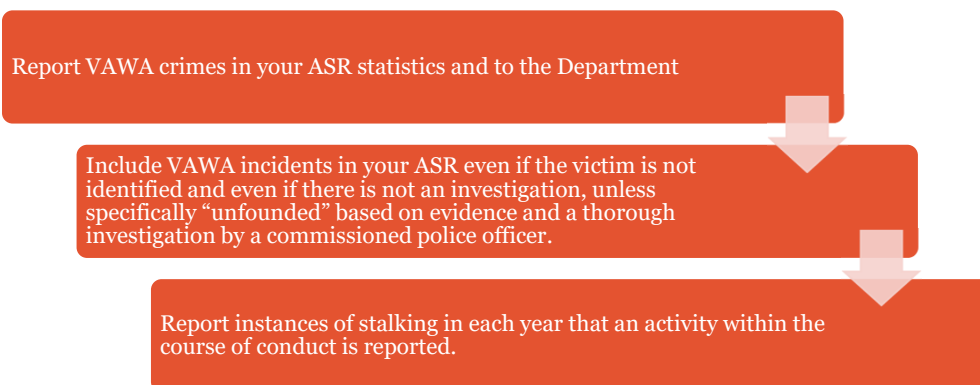 Report VAWA crimes in your ASR statistics and to the Department
Include VAWA incidents in your ASR even if the victim is not
identified and even if there is not an investigation, unless
specifically “unfounded” based on evidence and a thorough
investigation by a commissioned police officer.
Report instances of stalking in each year that an activity within the
course of conduct is reported.